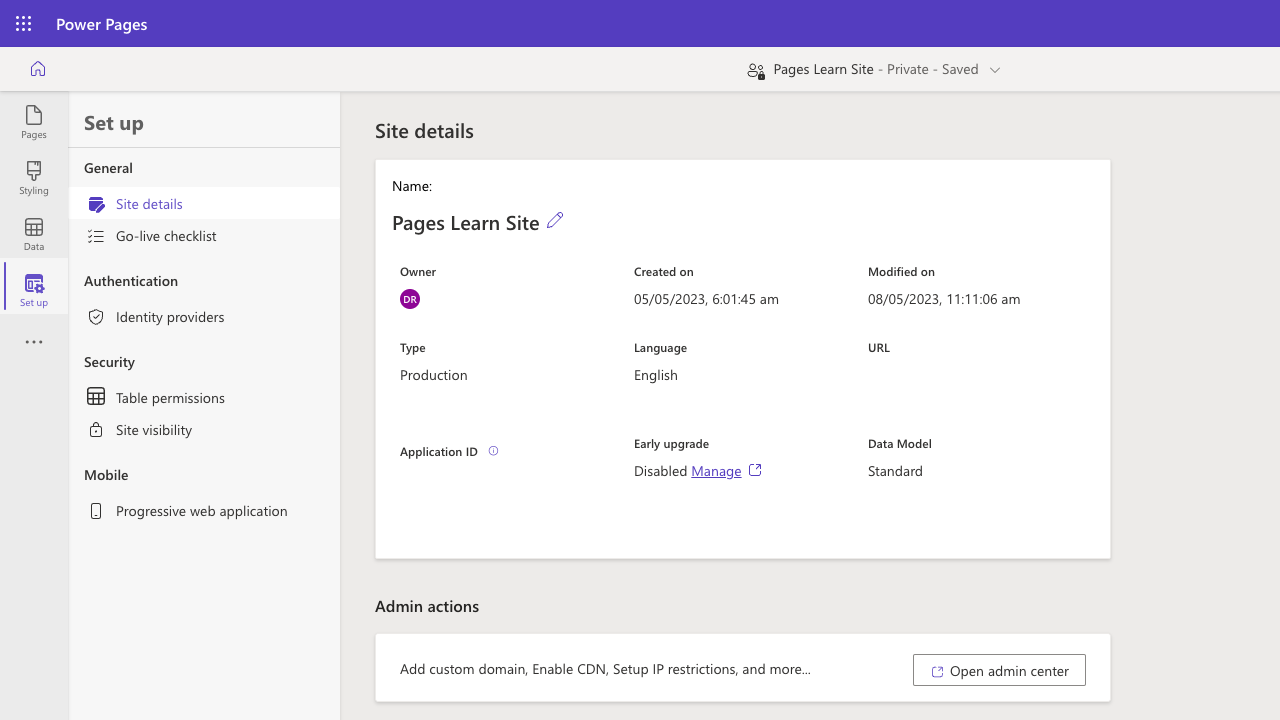 Power Pages
Pages Learn Site - Private - Saved
Pages
Styling
Data
Set up
Set up
General
Site details
Go-live checklist
Authentication
Identity providers
Security
Table permissions
Site visibility
Mobile
Progressive web application
Site details
Name:
Pages Learn Site
Owner
Created on
Modified on
DR
05/05/2023, 6:01:45 am
08/05/2023, 11:11:06 am
Type
Language
URL
Production
English
Application ID
Early upgrade
Data Model
Disabled Manage
Standard
Admin actions
Add custom domain, Enable CDN, Setup IP restrictions, and more...
Open admin center